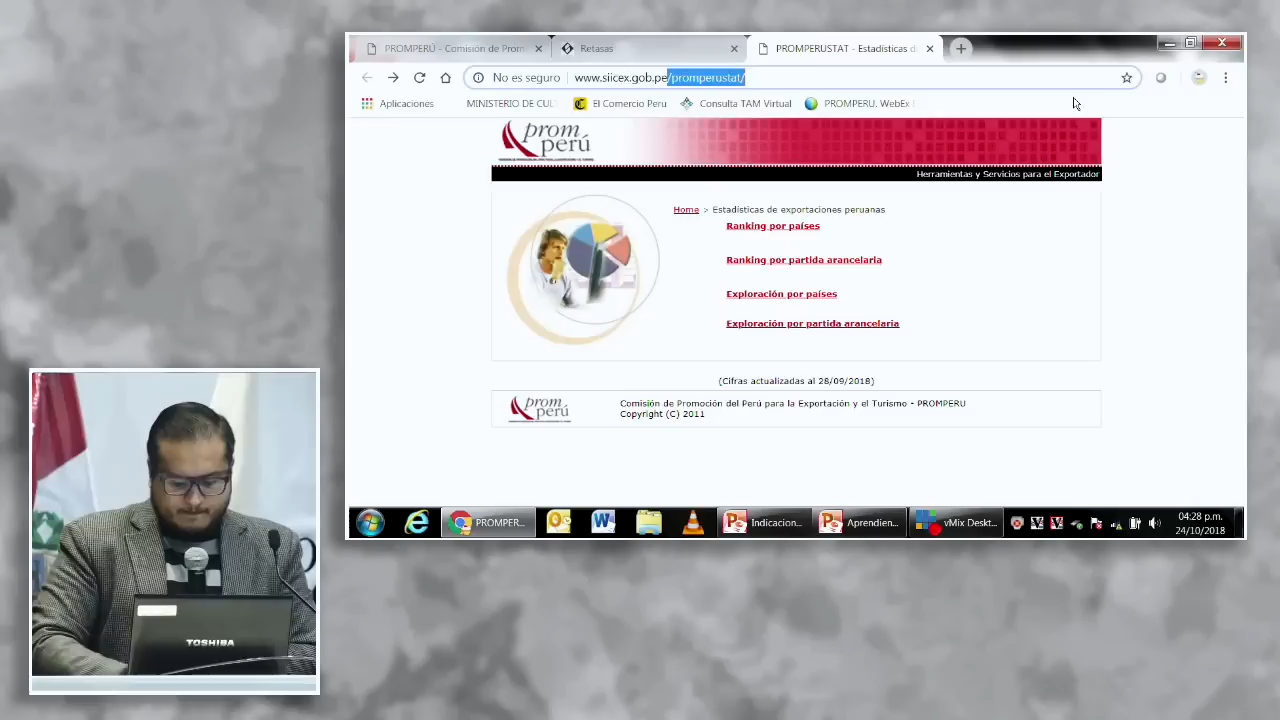 PROMPERÚ - Comisión de Prom
Retasas
PROMPERUSTAT - Estadísticas d
No es seguro
www.siicex.gob.pe/promperustat/
Aplicaciones
MINISTERIO DE CUL
El Comercio Peru
Consulta TAM Virtual
PROMPERU. WebEx
prom
perú
Herramientas y Servicios para el Exportador
Home > Estadísticas de exportaciones peruanas
Ranking por países
Ranking por partida arancelaria
Exploración por países
Exploración por partida arancelaria
(Cifras actualizadas al 28/09/2018)
prom
perú
Comisión de Promoción del Perú para la Exportación y el Turismo - PROMPERU
Copyright (C) 2011
PROMPER...
Indicacion...
Aprendien...
vMix Deskt...
04:28 p.m.
24/10/2018
TOSHIBA